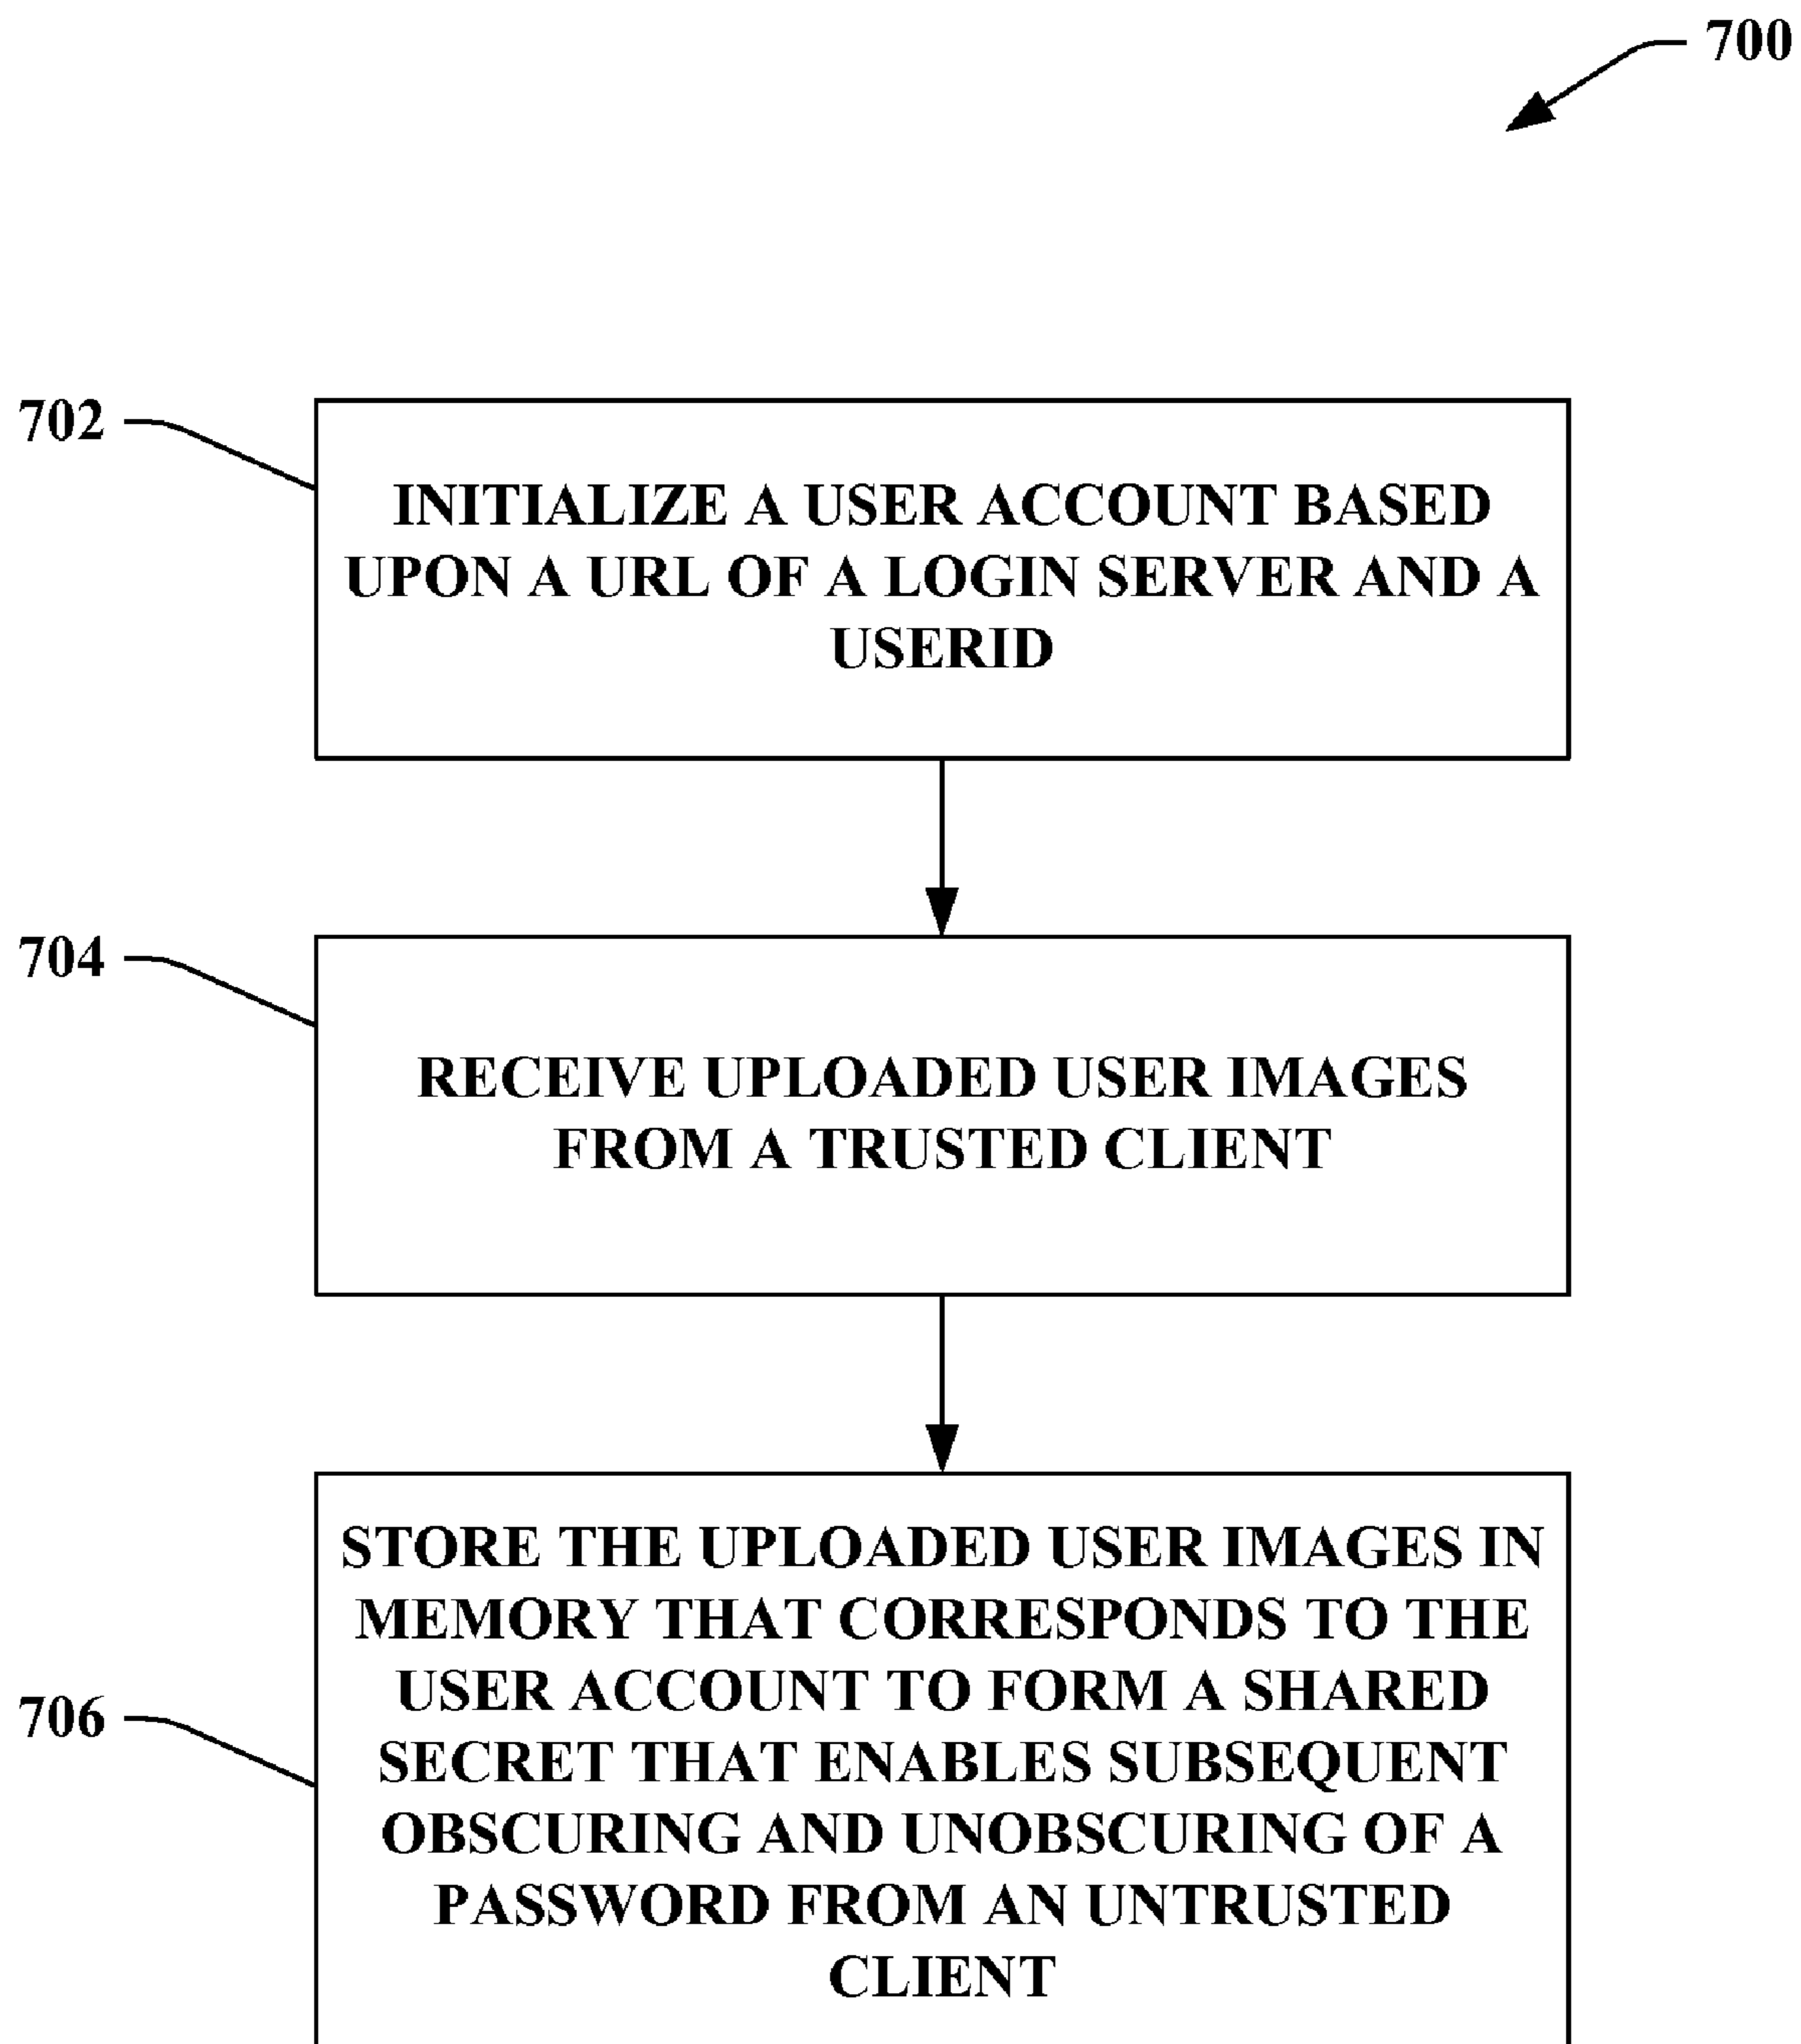 700
702
INITIALIZE A USER ACCOUNT BASED
UPON A URL OF A LOGIN SERVER AND A
USERID
704
RECEIVE UPLOADED USER IMAGES
FROM A TRUSTED CLIENT
706
STORE THE UPLOADED USER IMAGES IN
MEMORY THAT CORRESPONDS TO THE
USER ACCOUNT TO FORM A SHARED
SECRET THAT ENABLES SUBSEQUENT
OBSCURING AND UNOBSCURING OF A
PASSWORD FROM AN UNTRUSTED
CLIENT